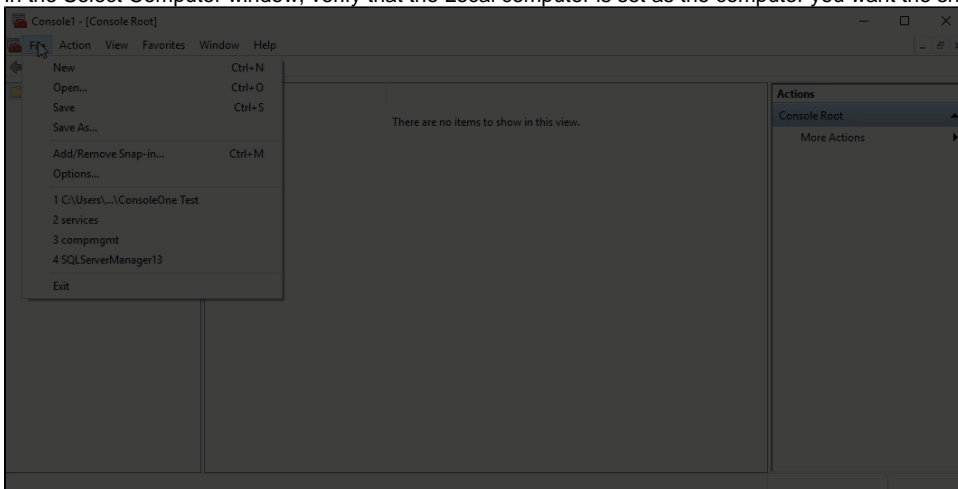 In the Select Computer window, verify that the Local computer is set as the computer you want the
Console1 - [Console Root]
File Action View Favorites Window Help
New Ctrl+N
Open... Ctrl+O
Save Ctrl+S
Save As...
Add/Remove Snap-in... Ctrl+M
Options...
1 C:\Users\...\ConsoleOne Test
2 services
3 compmgmt
4 SQLServerManager13
Exit
There are no items to show in this view.
Actions
Console Root
More Actions